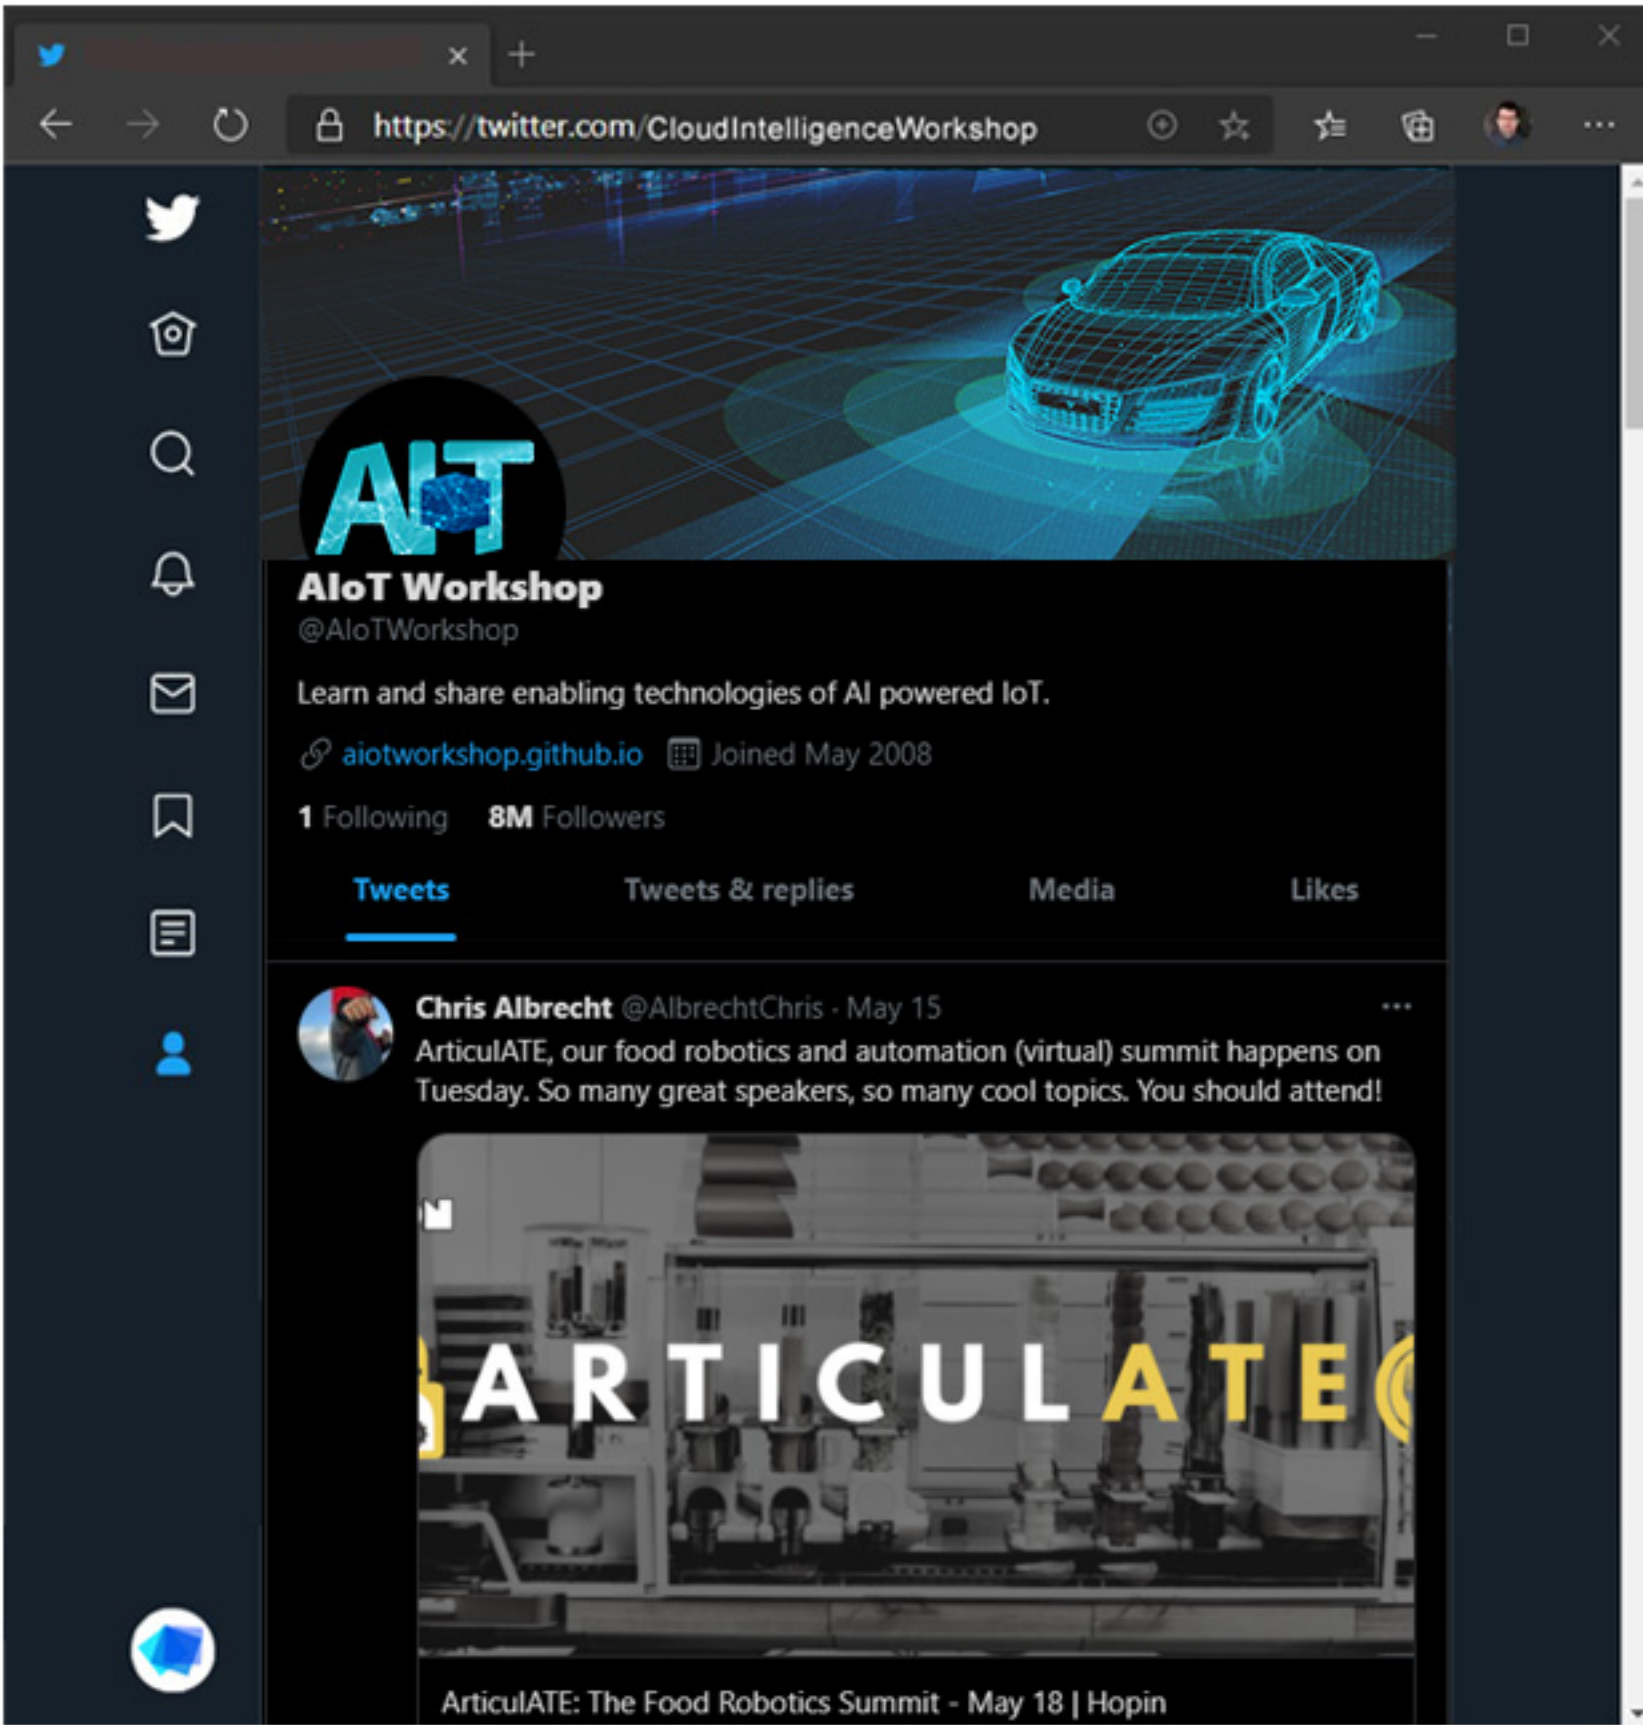 https://twitter.com/CloudIntelligenceWorkshop
AIoT
AIoT Workshop
@AIoTWorkshop
Learn and share enabling technologies of AI powered IoT.
aiotworkshop.github.io Joined May 2008
1 Following 8M Followers
Tweets Tweets & replies Media Likes
Chris Albrecht @AlbrechtChris · May 15
ArticulATE, our food robotics and automation (virtual) summit happens on
Tuesday. So many great speakers, so many cool topics. You should attend!
ARTICULATE
ArticulATE: The Food Robotics Summit - May 18 | Hopin